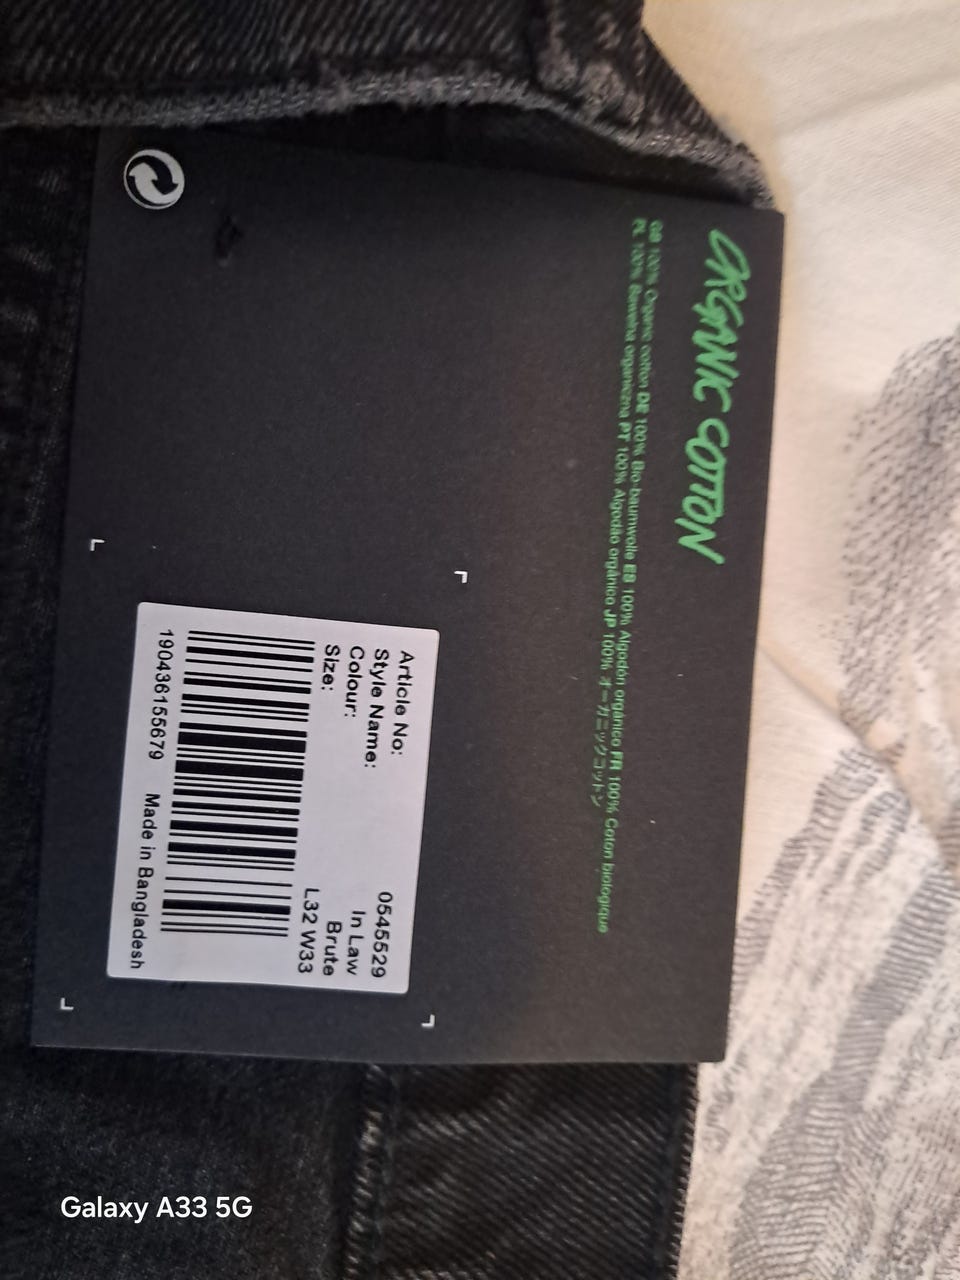 ORGANIC COTTON
GB 100% Organic cotton DE 100% Bio-baumwolle ES 100% Algodón orgánico FR 100% Coton biologique
PL 100% Bawełna organiczna PT 100% Algodão orgânico JP 100% オーガニックコットン
Article No: 0545529
Style Name: In Law
Colour: Brute
Size: L32 W33
190436155679 Made in Bangladesh
Galaxy A33 5G